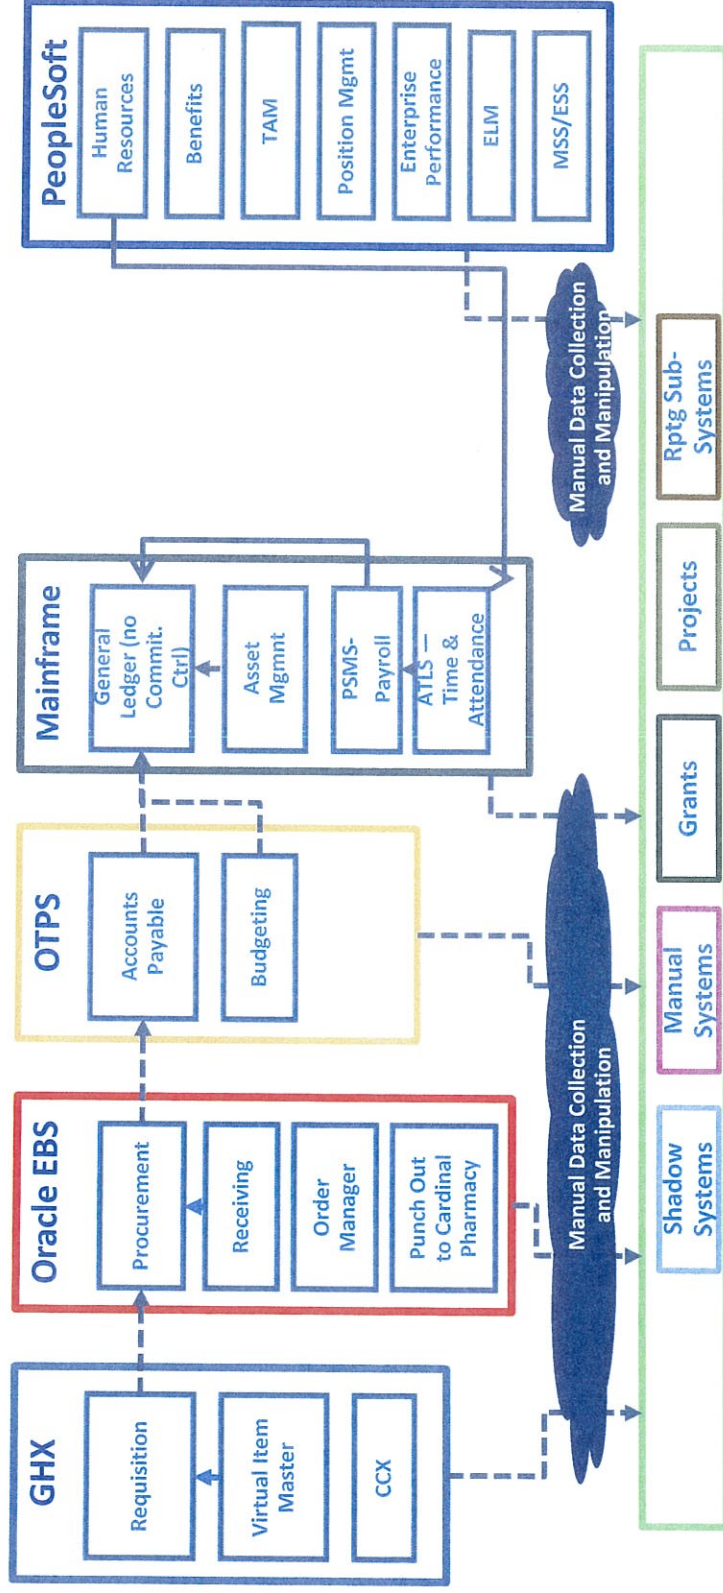 GHX
Requisition
Virtual Item
Master
CCX
Oracle EBS
Procurement
Receiving
Order
Manager
Punch Out
to Cardinal
Pharmacy
OTPS
Accounts
Payable
Budgeting
Mainframe
General
Ledger (no
Commit.
Ctrl)
Asset
Mgmnt
PSMS-
Payroll
ATLS —
Time &
Attendance
PeopleSoft
Human
Resources
Benefits
TAM
Position Mgmt
Enterprise
Performance
ELM
MSS/ESS
Manual Data Collection
and Manipulation
Manual Data Collection
and Manipulation
Shadow
Systems
Manual
Systems
Grants
Projects
Rptg Sub-
Systems